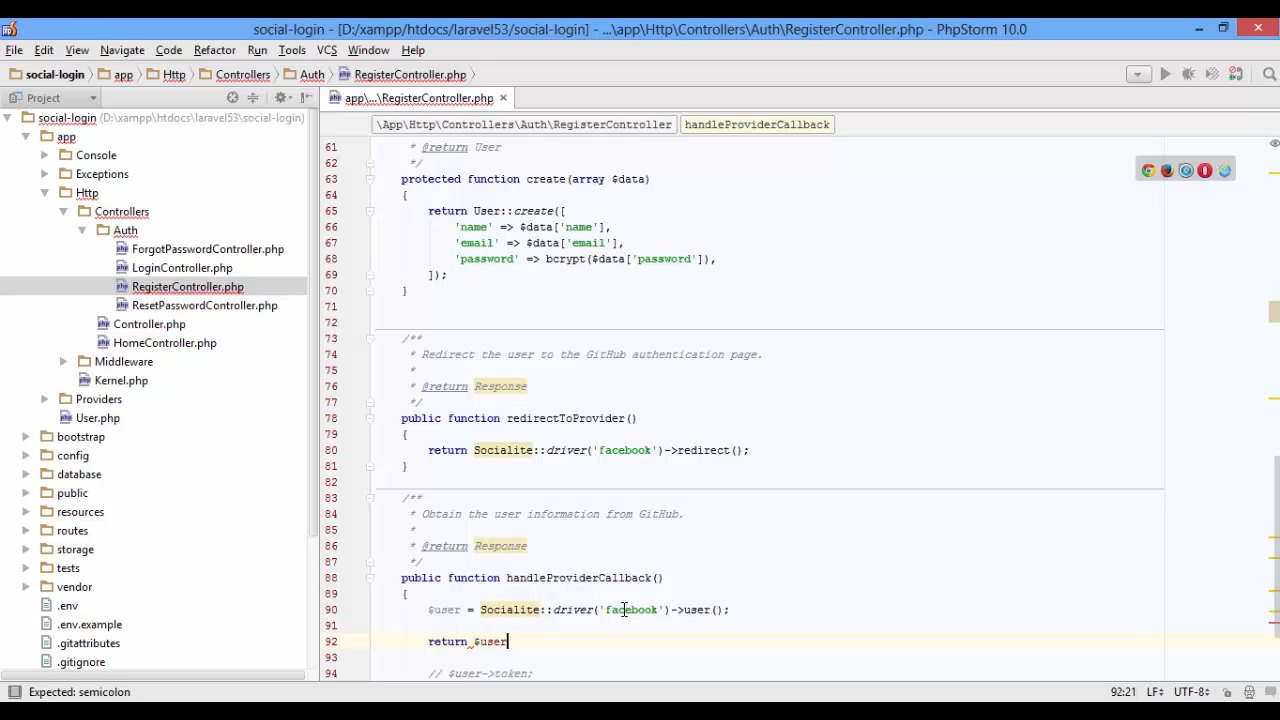 social-login - [D:/xampp/htdocs/laravel53/social-login] - ...\app\Http\Controllers\Auth\RegisterController.php - PhpStorm 10.0
File Edit View Navigate Code Refactor Run Tools VCS Window Help
social-login app Http Controllers Auth RegisterController.php
Project
app\...\RegisterController.php
social-login (D:\xampp\htdocs\laravel53\social-login)
app
Console
Exceptions
Http
Controllers
Auth
ForgotPasswordController.php
LoginController.php
RegisterController.php
ResetPasswordController.php
Controller.php
HomeController.php
Middleware
Kernel.php
Providers
User.php
bootstrap
config
database
public
resources
routes
storage
tests
vendor
.env
.env.example
.gitattributes
.gitignore
\App\Http\Controllers\Auth\RegisterController handleProviderCallback
61 * @return User
62 */
63 protected function create(array $data)
64 {
65 return User::create([
66 'name' => $data['name'],
67 'email' => $data['email'],
68 'password' => bcrypt($data['password']),
69 ]);
70 }
71
72
73 /**
74 * Redirect the user to the GitHub authentication page.
75 *
76 * @return Response
77 */
78 public function redirectToProvider()
79 {
80 return Socialite::driver('facebook')->redirect();
81 }
82
83 /**
84 * Obtain the user information from GitHub.
85 *
86 * @return Response
87 */
88 public function handleProviderCallback()
89 {
90 $user = Socialite::driver('facebook')->user();
91
92 return $user
93
94 // $user->token;
Expected: semicolon 92:21 LF UTF-8